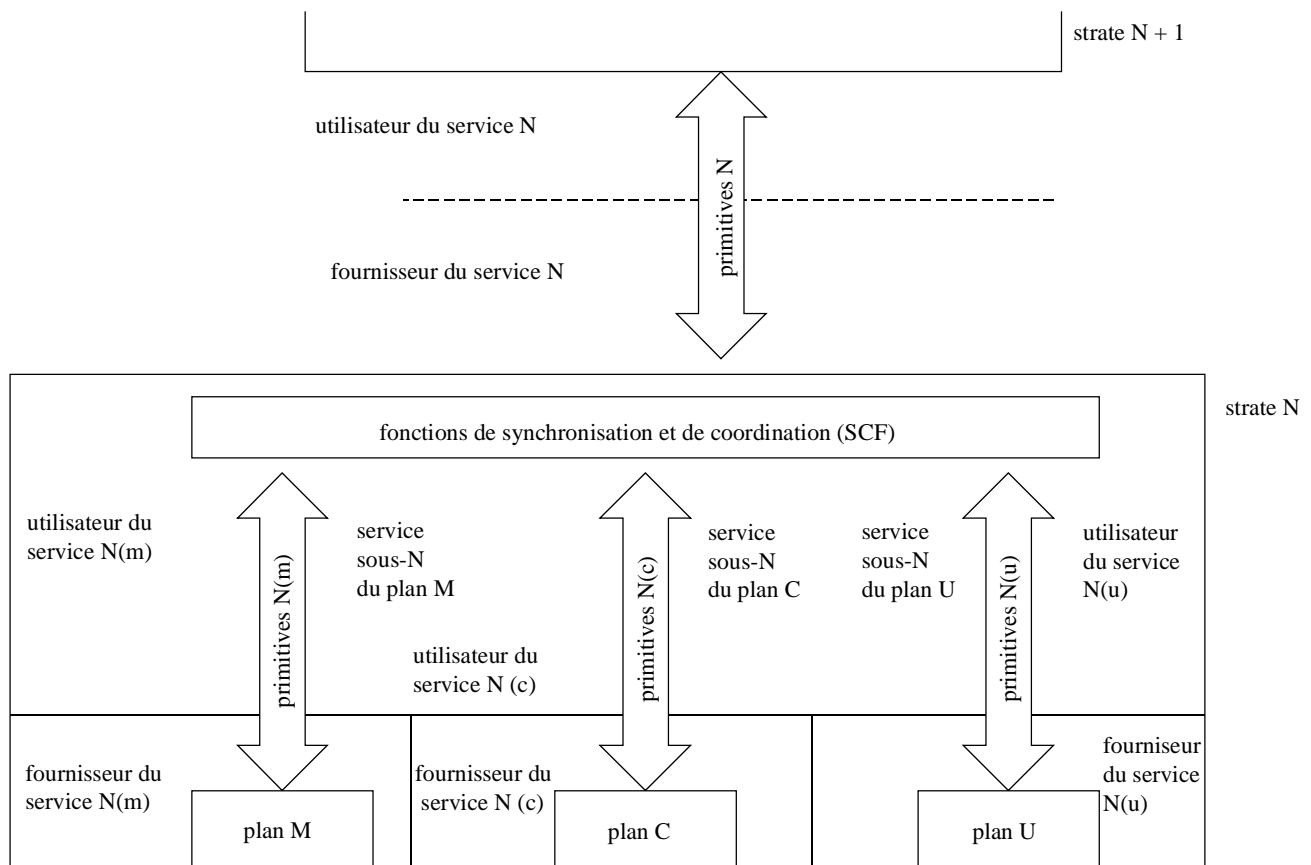 strate N + 1
utilisateur du service N
primitives N
fournisseur du service N
strate N
fonctions de synchronisation et de coordination (SCF)
utilisateur du
service N(m)
primitives N(m)
service
sous-N
du plan M
utilisateur du
service N (c)
primitives N(c)
service
sous-N
du plan C
service
sous-N
du plan U
primitives N(u)
utilisateur
du service
N(u)
fournisseur du
service N(m)
plan M
fournisseur du
service N (c)
plan C
plan U
fourniseur
du service
N(u)